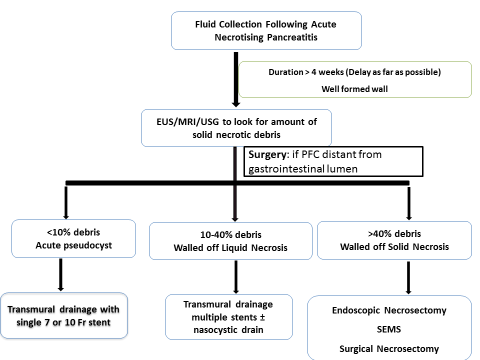 Fluid Collection Following Acute
Necrotising Pancreatitis
Duration > 4 weeks (Delay as far as possible)
Well formed wall
EUS/MRI/USG to look for amount of
solid necrotic debris
Surgery: if PFC distant from
gastrointestinal lumen
<10% debris
Acute pseudocyst
10-40% debris
Walled off Liquid Necrosis
>40% debris
Walled off Solid Necrosis
Transmural drainage with
single 7 or 10 Fr stent
Transmural drainage
multiple stents ±
nasocystic drain
Endoscopic Necrosectomy
SEMS
Surgical Necrosectomy